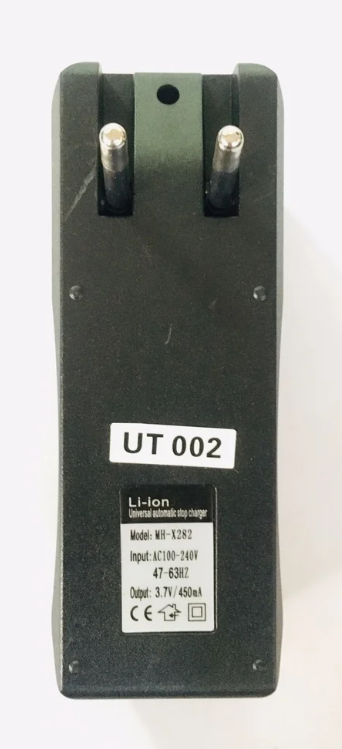 UT 002
Li-ion
Universal automatic stop charger
Model: MH-X282
Input: AC100-240V
47-63HZ
Output: 3.7V/450mA
CE